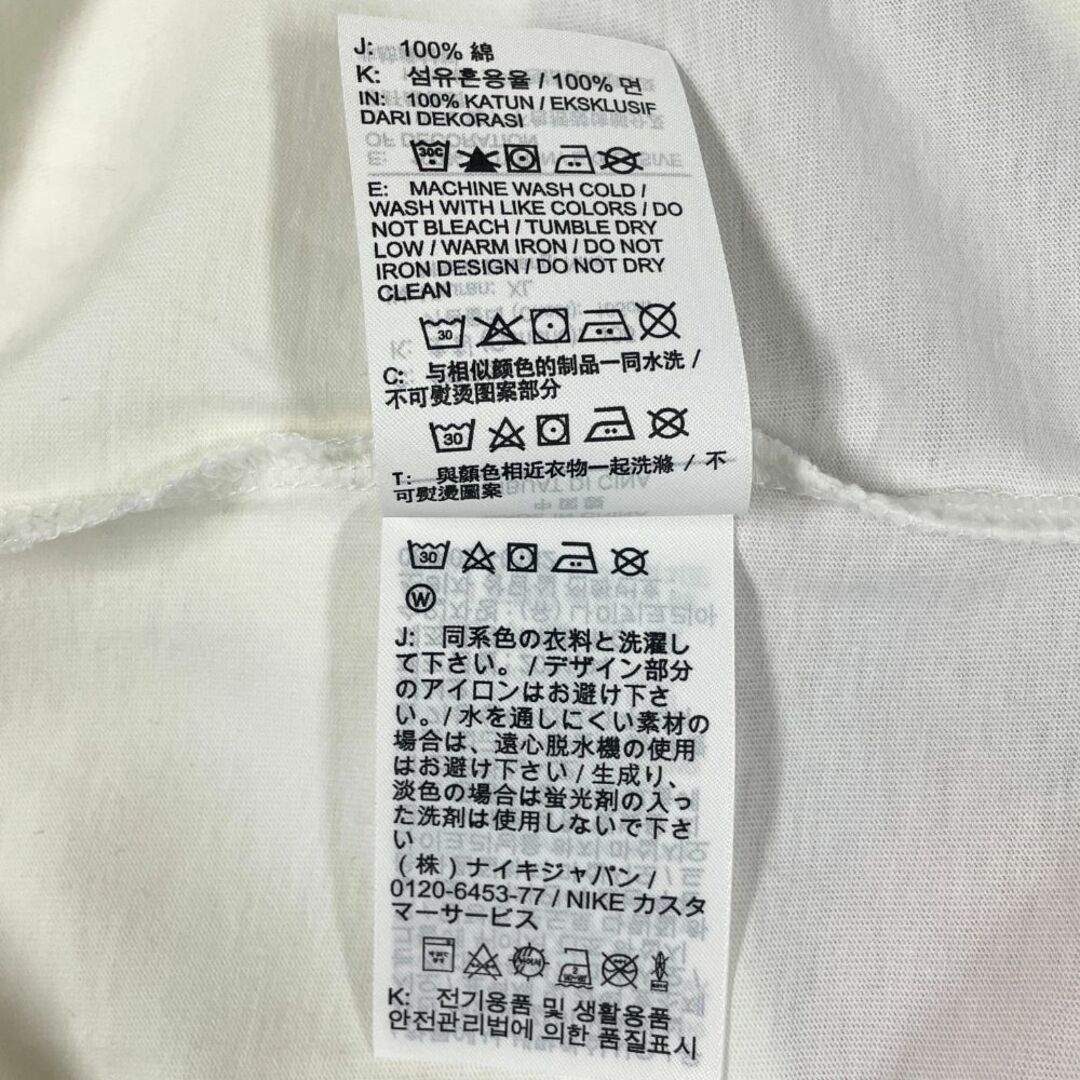 J: 100% 綿
K: 섬유혼용율 / 100% 면
IN: 100% KATUN / EKSKLUSIF
DARI DEKORASI
30C
E: MACHINE WASH COLD /
WASH WITH LIKE COLORS / DO
NOT BLEACH / TUMBLE DRY
LOW / WARM IRON / DO NOT
IRON DESIGN / DO NOT DRY
CLEAN
30
C: 与相似颜色的制品一同水洗 /
不可熨烫图案部分
30
T: 與顏色相近衣物一起洗滌 / 不
可熨燙圖案
30
W
J: 同系色の衣料と洗濯し
て下さい。/ デザイン部分
のアイロンはお避け下さ
い。/ 水を通しにくい素材の
場合は、遠心脱水機の使用
はお避け下さい / 生成り、
淡色の場合は蛍光剤の入っ
た洗剤は使用しないで下さ
い
(株) ナイキジャパン /
0120-6453-77 / NIKE カスタ
マーサービス
K: 전기용품 및 생활용품
안전관리법에 의한 품질표시